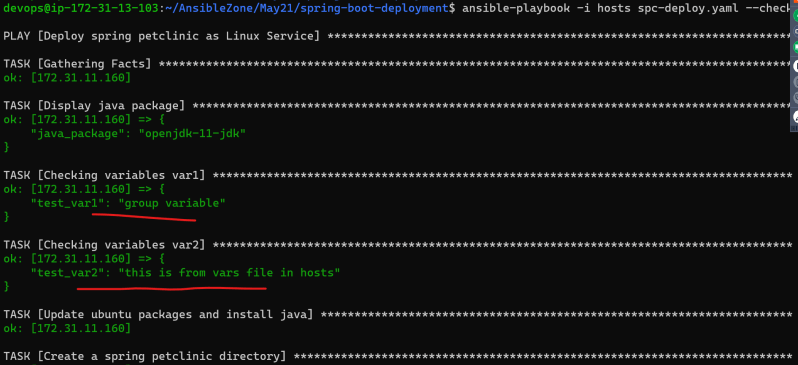 devops@ip-172-31-13-103:~/AnsibleZone/May21/spring-boot-deployment$ ansible-playbook -i hosts spc-deploy.yaml --check
PLAY [Deploy spring petclinic as Linux Service] **********************************************************************
TASK [Gathering Facts] ***********************************************************************************************
ok: [172.31.11.160]
TASK [Display java package] ******************************************************************************************
ok: [172.31.11.160] => {
    "java_package": "openjdk-11-jdk"
}
TASK [Checking variables var1] ***************************************************************************************
ok: [172.31.11.160] => {
    "test_var1": "group variable"
}
TASK [Checking variables var2] ***************************************************************************************
ok: [172.31.11.160] => {
    "test_var2": "this is from vars file in hosts"
}
TASK [Update ubuntu packages and install java] ***********************************************************************
ok: [172.31.11.160]
TASK [Create a spring petclinic directory] ***************************************************************************